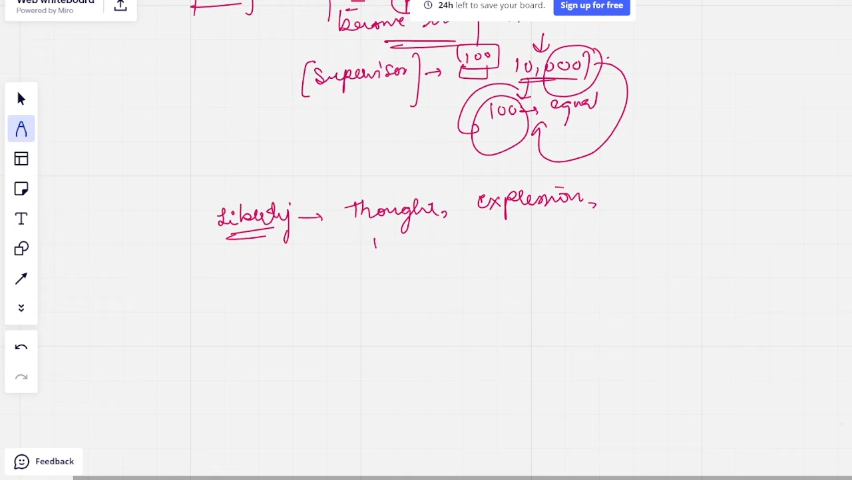 Web whiteboard
Powered by Miro
24h left to save your board. Sign up for free
become
100
[Supervisor] → 10,000
100 → equal
Liberty → thought, expression,
Feedback